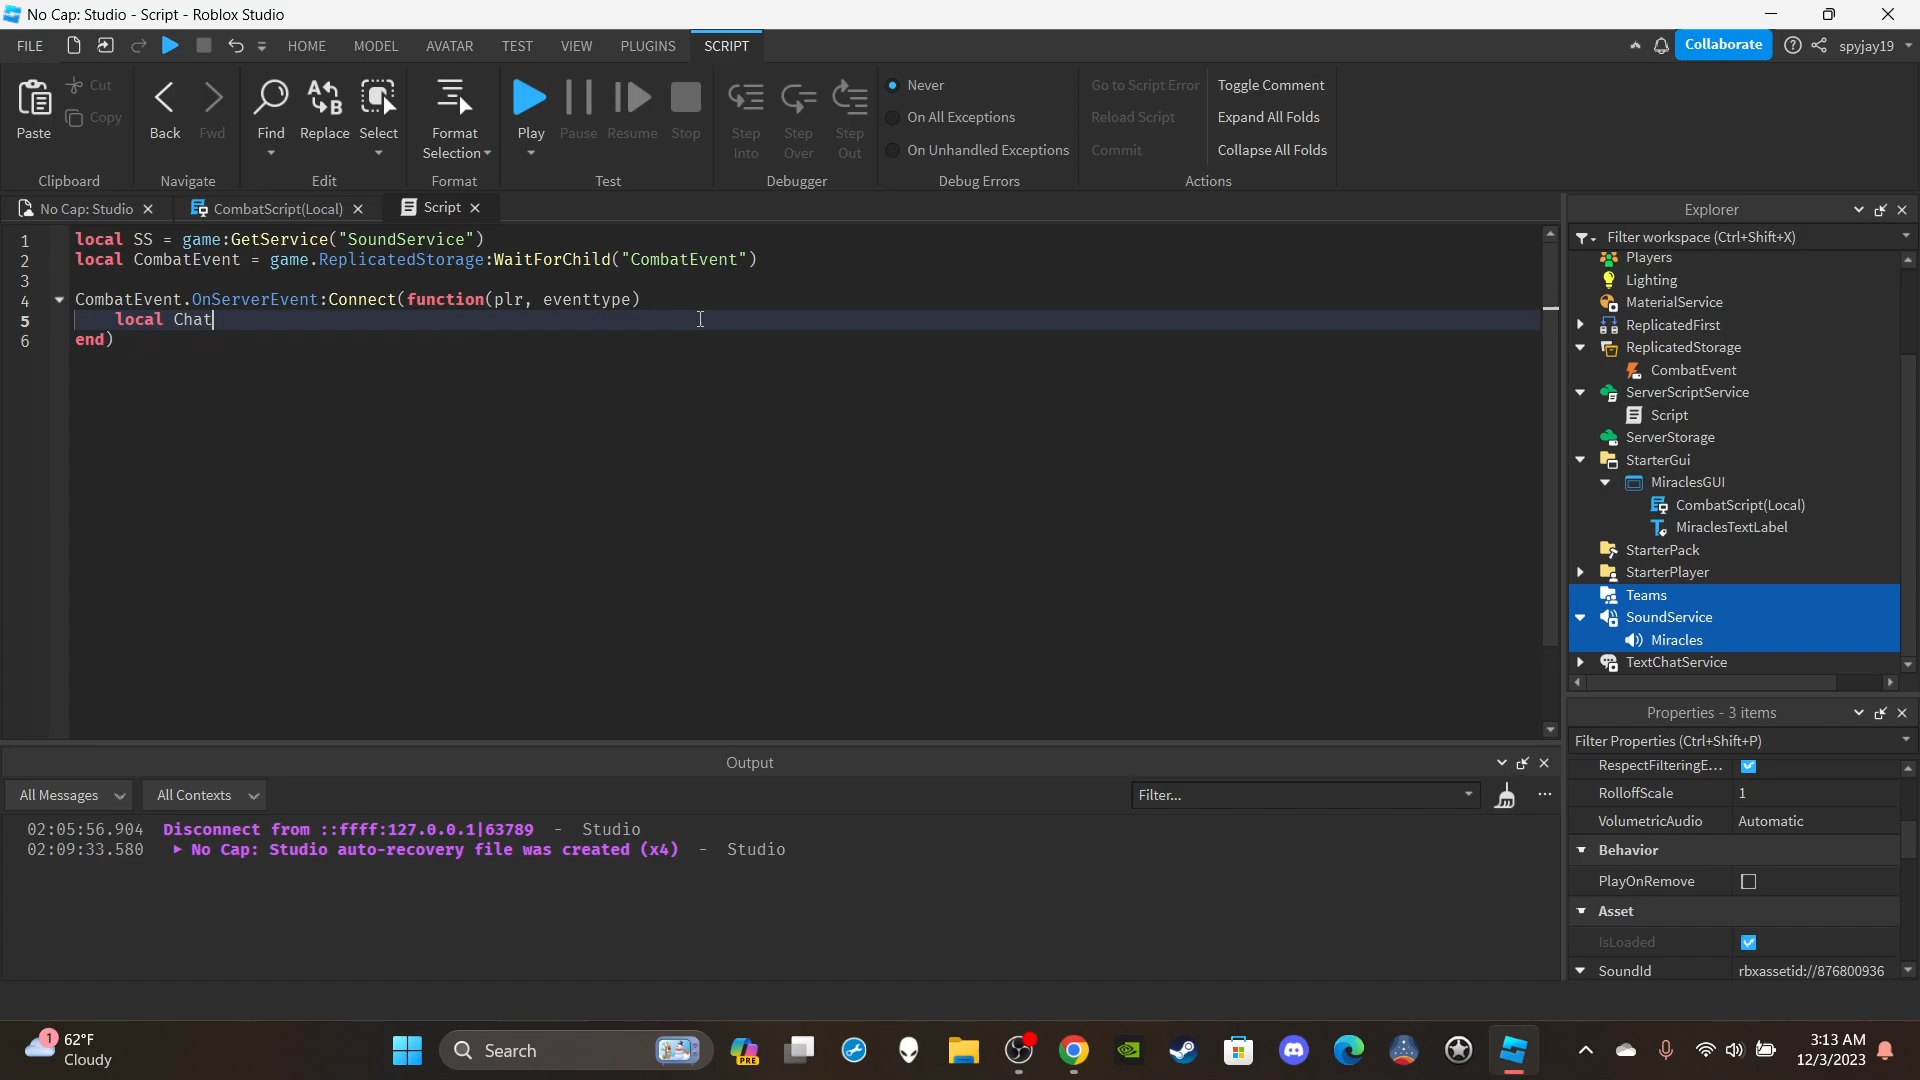 No Cap: Studio - Script - Roblox Studio
FILE HOME MODEL AVATAR TEST VIEW PLUGINS SCRIPT Collaborate spyjay19
Paste Cut Copy
Clipboard
Back Fwd
Navigate
Find Replace Select
Edit
Format Selection
Format
Play Pause Resume Stop
Test
Step Into Step Over Step Out
Debugger
Never
On All Exceptions
On Unhandled Exceptions
Debug Errors
Go to Script Error
Reload Script
Commit
Toggle Comment
Expand All Folds
Collapse All Folds
Actions
No Cap: Studio CombatScript(Local) Script
1 local SS = game:GetService("SoundService")
2 local CombatEvent = game.ReplicatedStorage:WaitForChild("CombatEvent")
3
4 CombatEvent.OnServerEvent:Connect(function(plr, eventtype)
5 local Chat
6 end)
Explorer
Filter workspace (Ctrl+Shift+X)
Players
Lighting
MaterialService
ReplicatedFirst
ReplicatedStorage
CombatEvent
ServerScriptService
Script
ServerStorage
StarterGui
MiraclesGUI
CombatScript(Local)
MiraclesTextLabel
StarterPack
StarterPlayer
Teams
SoundService
Miracles
TextChatService
Properties - 3 items
Filter Properties (Ctrl+Shift+P)
RespectFilteringE...
RolloffScale 1
VolumetricAudio Automatic
Behavior
PlayOnRemove
Asset
IsLoaded
SoundId rbxassetid://876800936
Output
All Messages All Contexts Filter...
02:05:56.904 Disconnect from ::ffff:127.0.0.1|63789 - Studio
02:09:33.580 No Cap: Studio auto-recovery file was created (x4) - Studio
1 62°F
Cloudy
Search
PRE
3:13 AM
12/3/2023